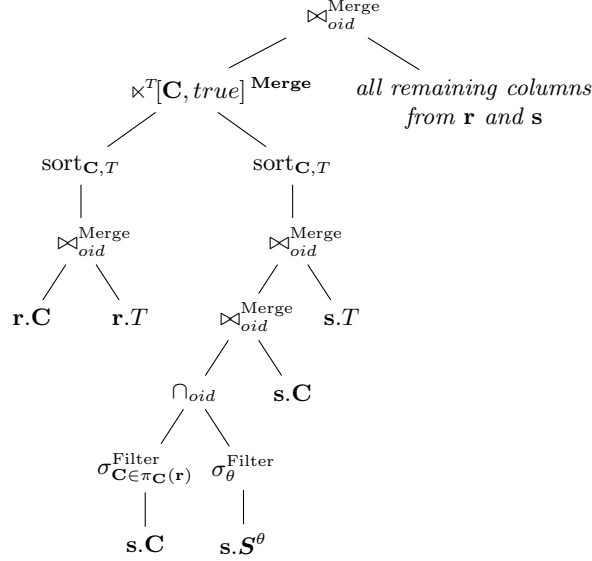 ⋈ᴹᵉʳᵍᵉ_oid
⋉ᵀ[C, true] Merge
all remaining columns
from r and s
sort_C,T
sort_C,T
⋈ᴹᵉʳᵍᵉ_oid
⋈ᴹᵉʳᵍᵉ_oid
r.C
r.T
⋈ᴹᵉʳᵍᵉ_oid
s.T
∩_oid
s.C
σ^Filter_C∈π_C(r)
σ^Filter_θ
s.C
s.S^θ